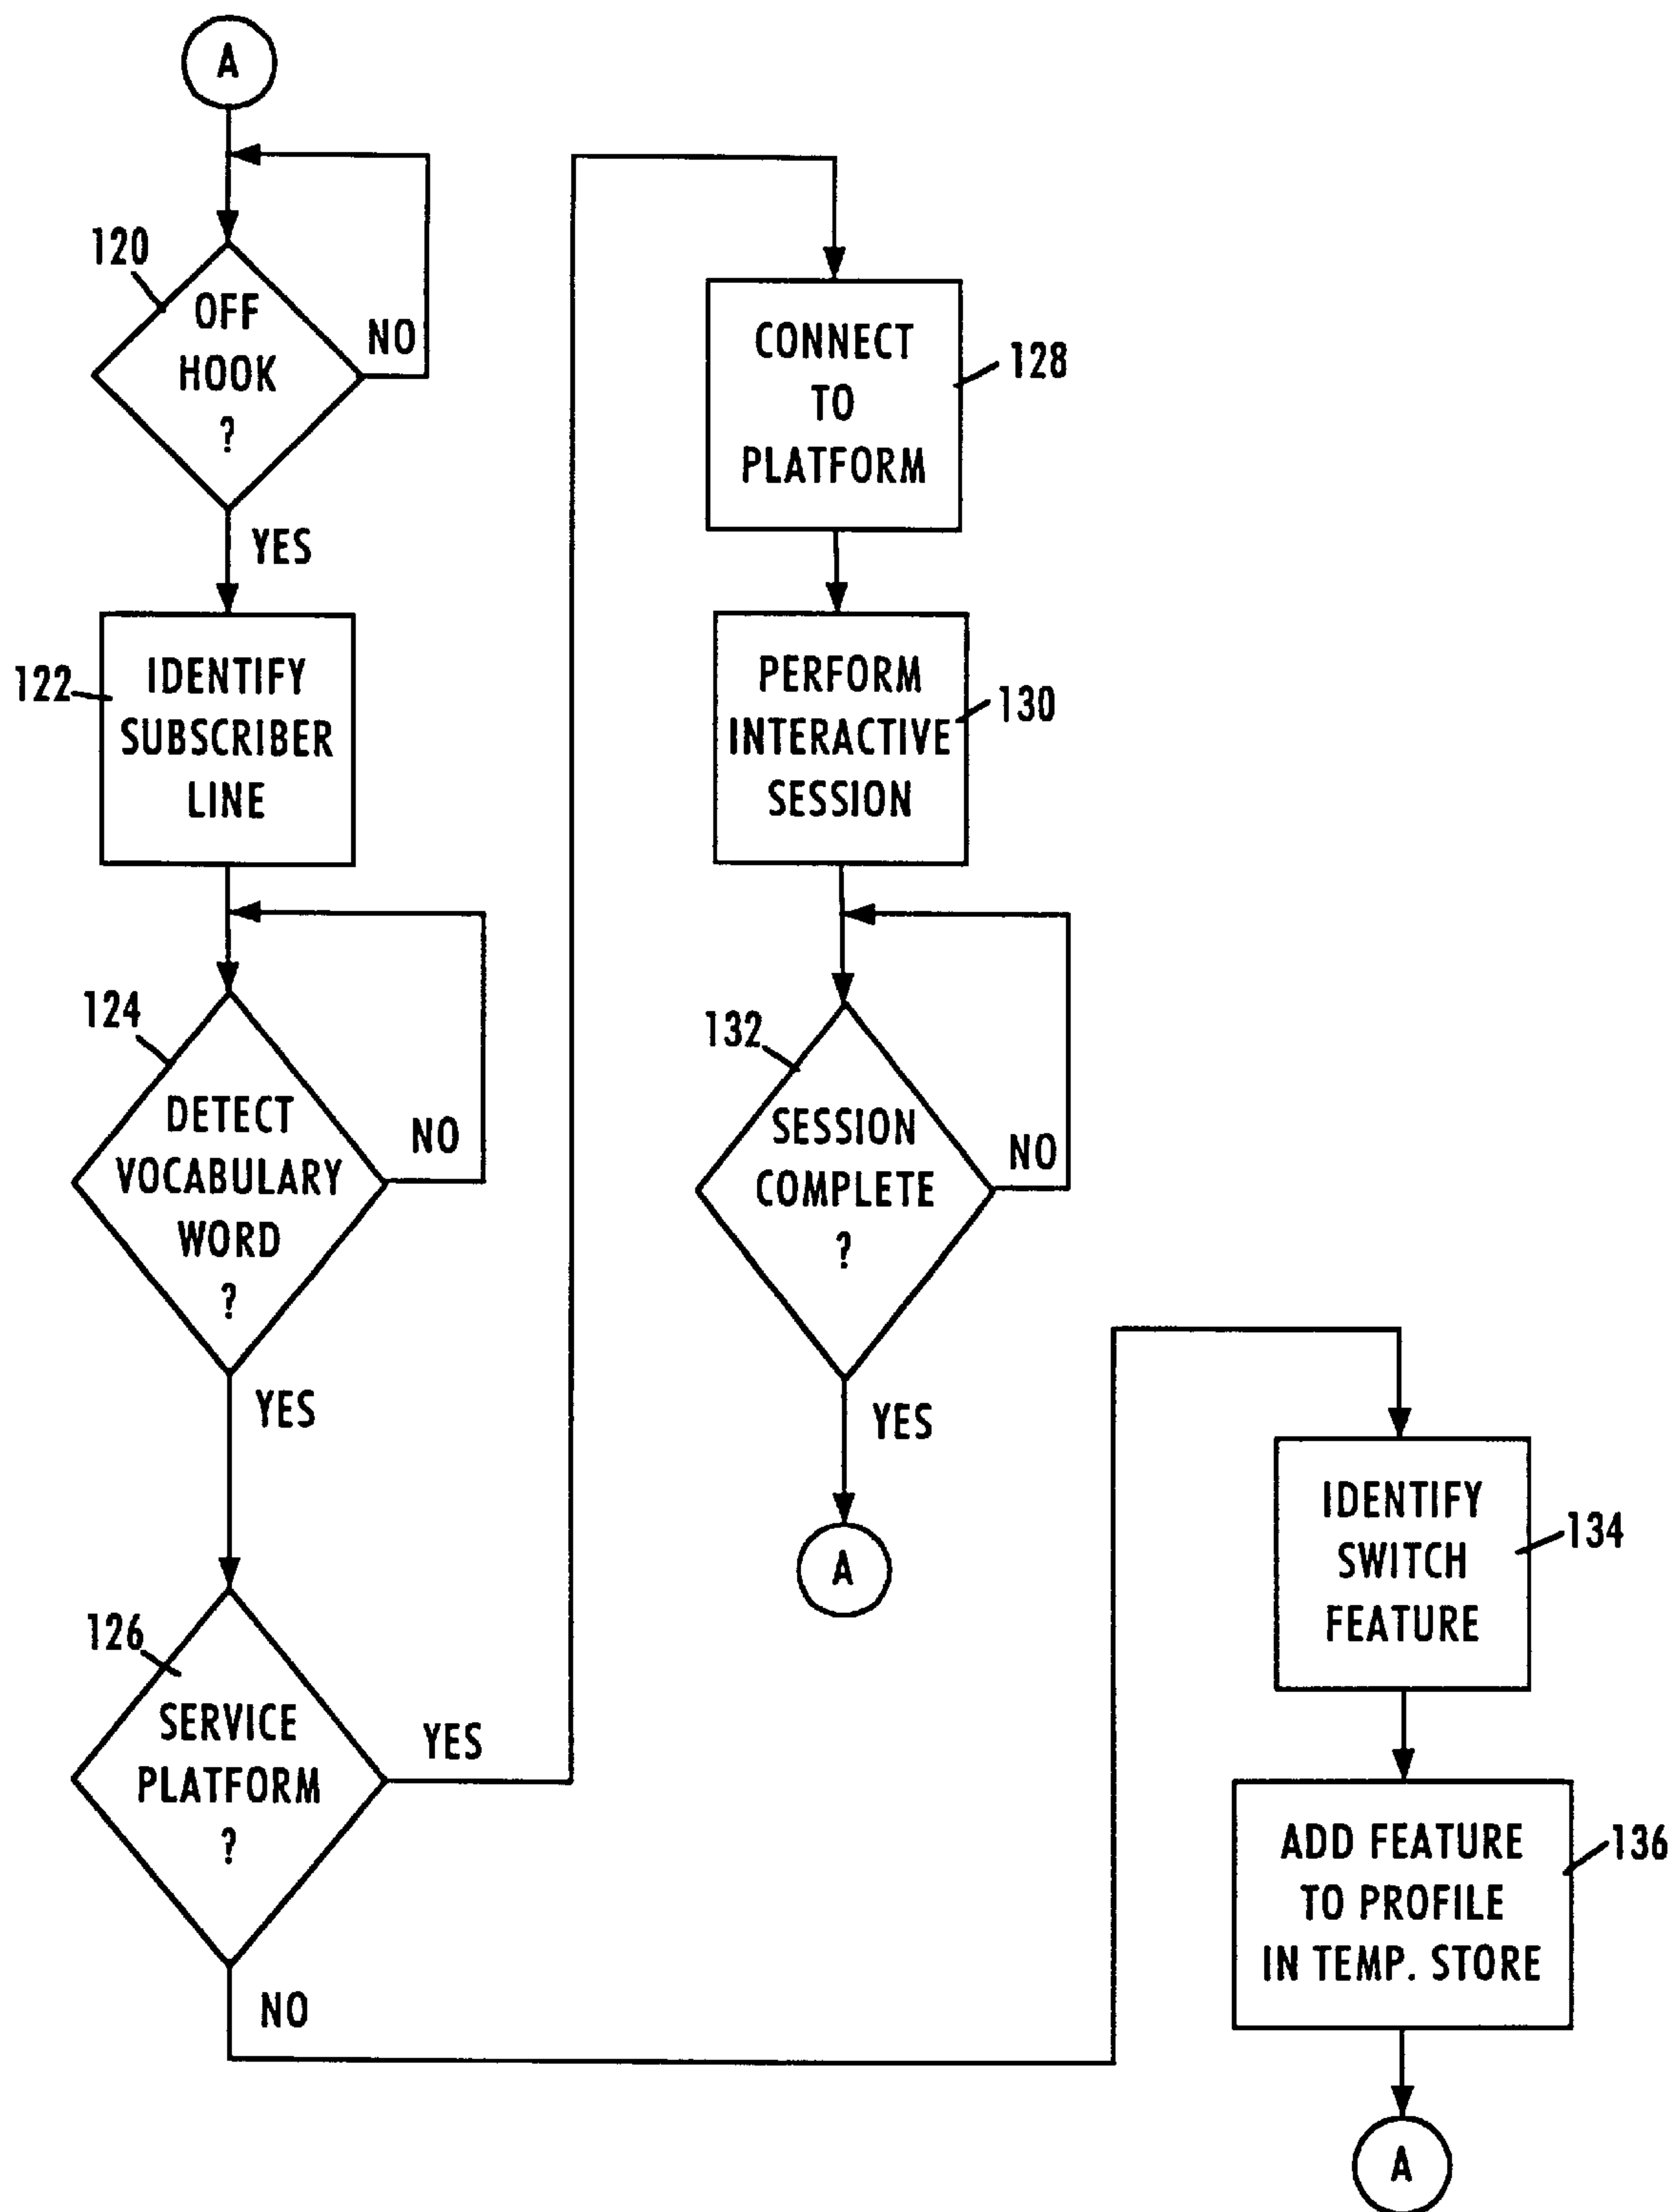 A
120
OFF
HOOK
?
NO
YES
122
IDENTIFY
SUBSCRIBER
LINE
124
DETECT
VOCABULARY
WORD
?
NO
YES
126
SERVICE
PLATFORM
?
YES
NO
CONNECT
TO
PLATFORM
128
PERFORM
INTERACTIVE
SESSION
130
132
SESSION
COMPLETE
?
NO
YES
A
IDENTIFY
SWITCH
FEATURE
134
ADD FEATURE
TO PROFILE
IN TEMP. STORE
136
A